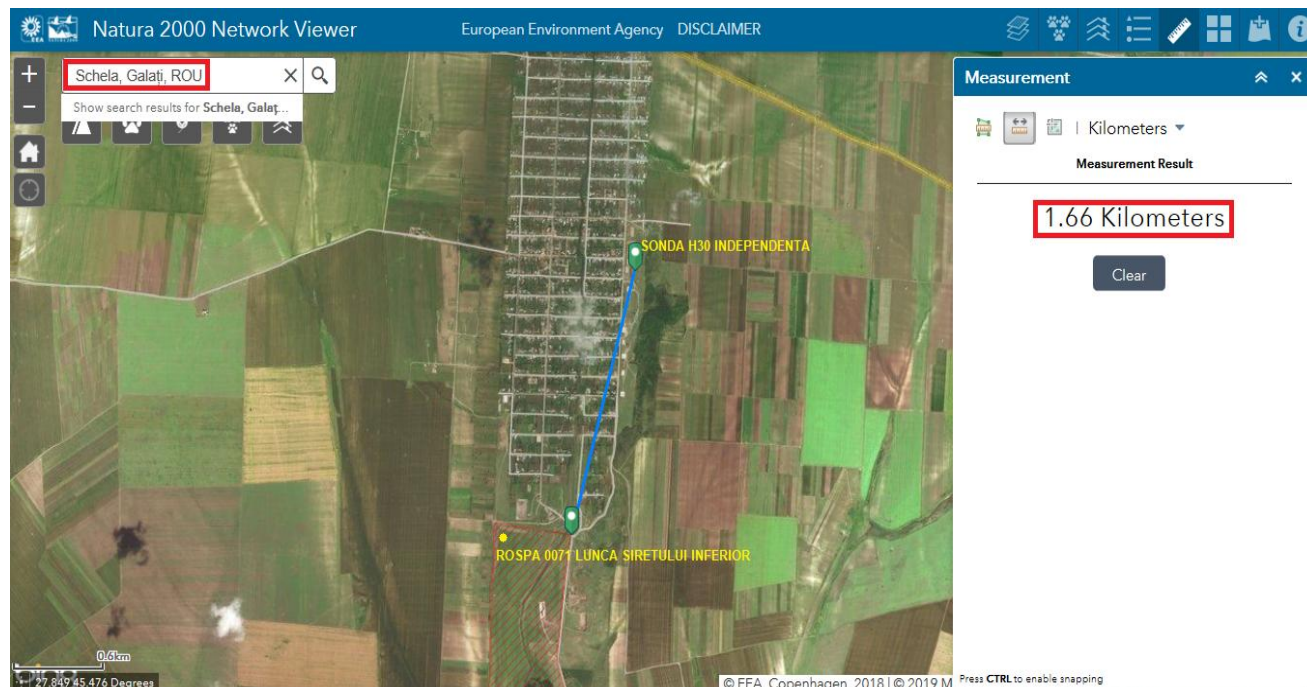 Natura 2000 Network Viewer
European Environment Agency DISCLAIMER
Schela, Galați, ROU
Show search results for Schela, Galaț...
Measurement
Kilometers
Measurement Result
1.66 Kilometers
Clear
SONDA H30 INDEPENDENTA
ROSPA 0071 LUNCA SIRETULUI INFERIOR
0.6km
27.849 45.476 Degrees
© EEA, Copenhagen, 2018 | © 2019 M
Press CTRL to enable snapping